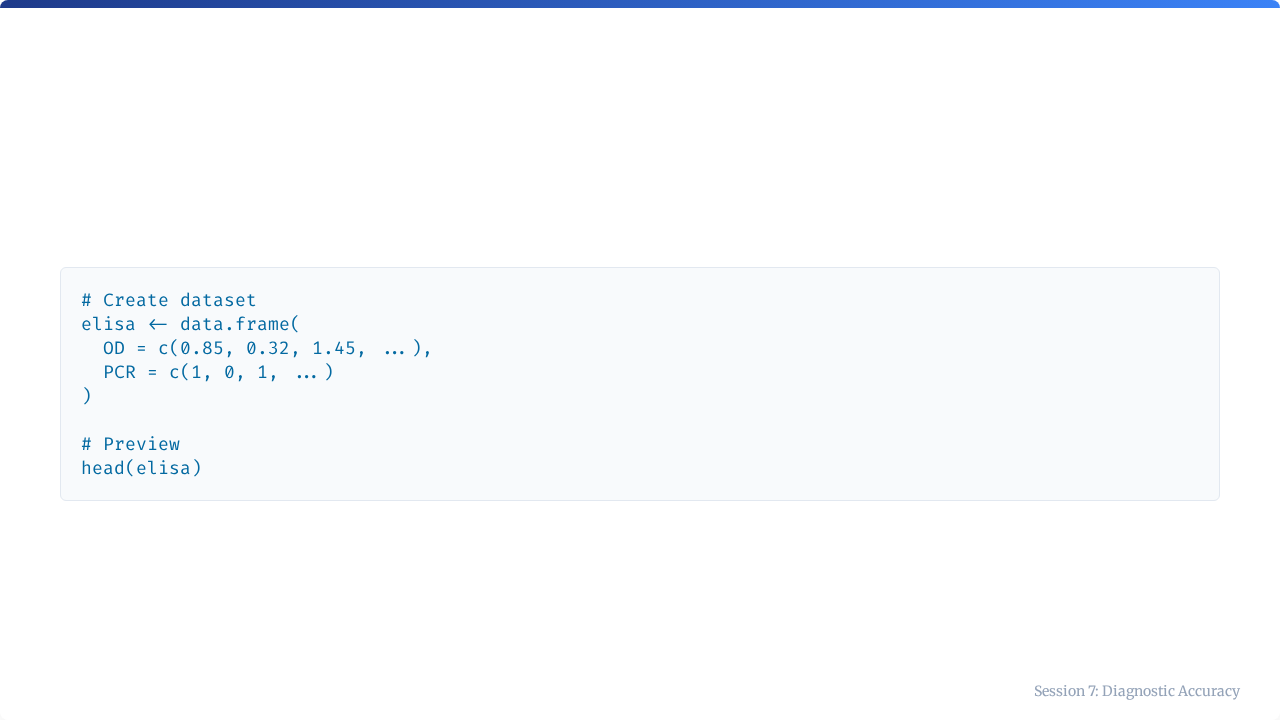 # Create dataset
elisa <- data.frame(
  OD = c(0.85, 0.32, 1.45, ...),
  PCR = c(1, 0, 1, ...)
)
# Preview
head(elisa)
Session 7: Diagnostic Accuracy